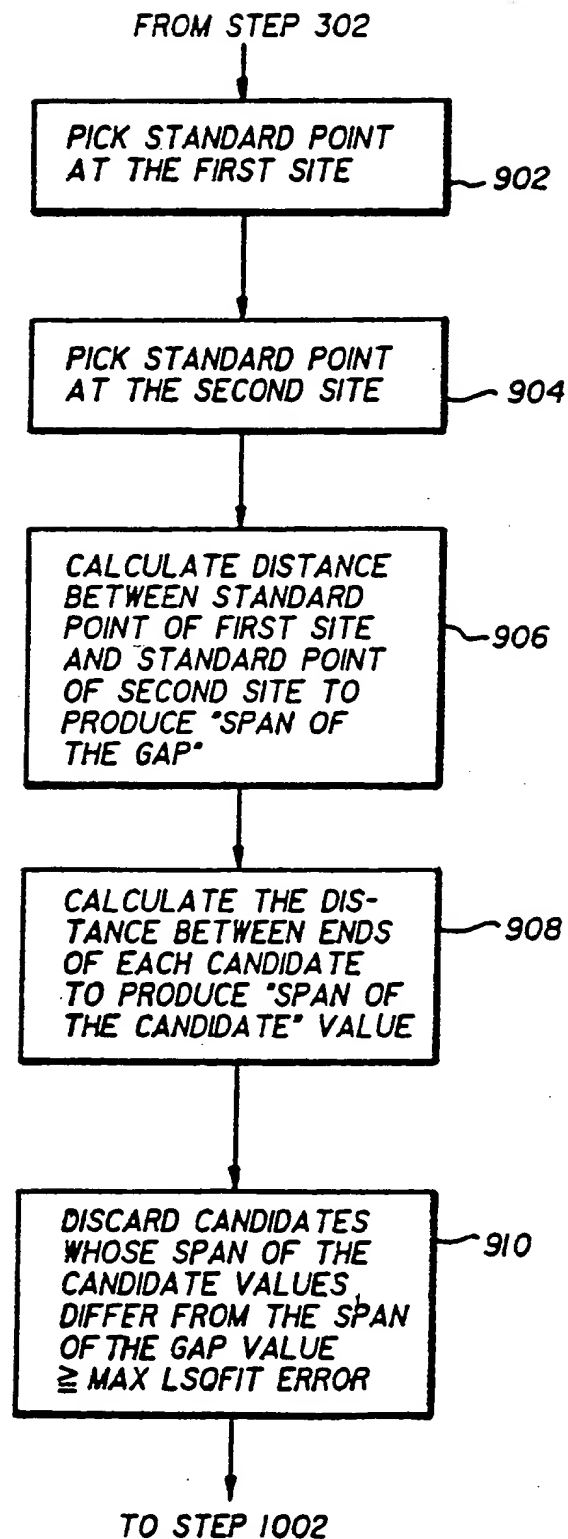 FROM STEP 302
PICK STANDARD POINT
AT THE FIRST SITE
902
PICK STANDARD POINT
AT THE SECOND SITE
904
CALCULATE DISTANCE
BETWEEN STANDARD
POINT OF FIRST SITE
AND STANDARD POINT
OF SECOND SITE TO
PRODUCE "SPAN OF
THE GAP"
906
CALCULATE THE DIS-
TANCE BETWEEN ENDS
OF EACH CANDIDATE
TO PRODUCE "SPAN OF
THE CANDIDATE" VALUE
908
DISCARD CANDIDATES
WHOSE SPAN OF THE
CANDIDATE VALUES
DIFFER FROM THE SPAN
OF THE GAP VALUE
≧ MAX LSQFIT ERROR
910
TO STEP 1002